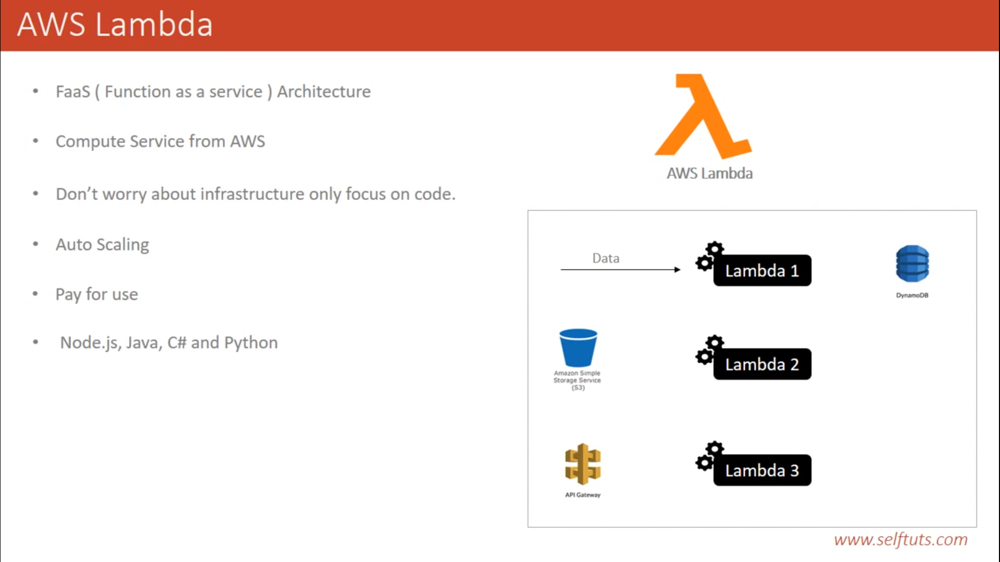 AWS Lambda
• FaaS ( Function as a service ) Architecture
• Compute Service from AWS
• Don’t worry about infrastructure only focus on code.
• Auto Scaling
• Pay for use
• Node.js, Java, C# and Python
AWS Lambda
Data
Lambda 1
DynamoDB
Amazon Simple
Storage Service
(S3)
Lambda 2
API Gateway
Lambda 3
www.selftuts.com